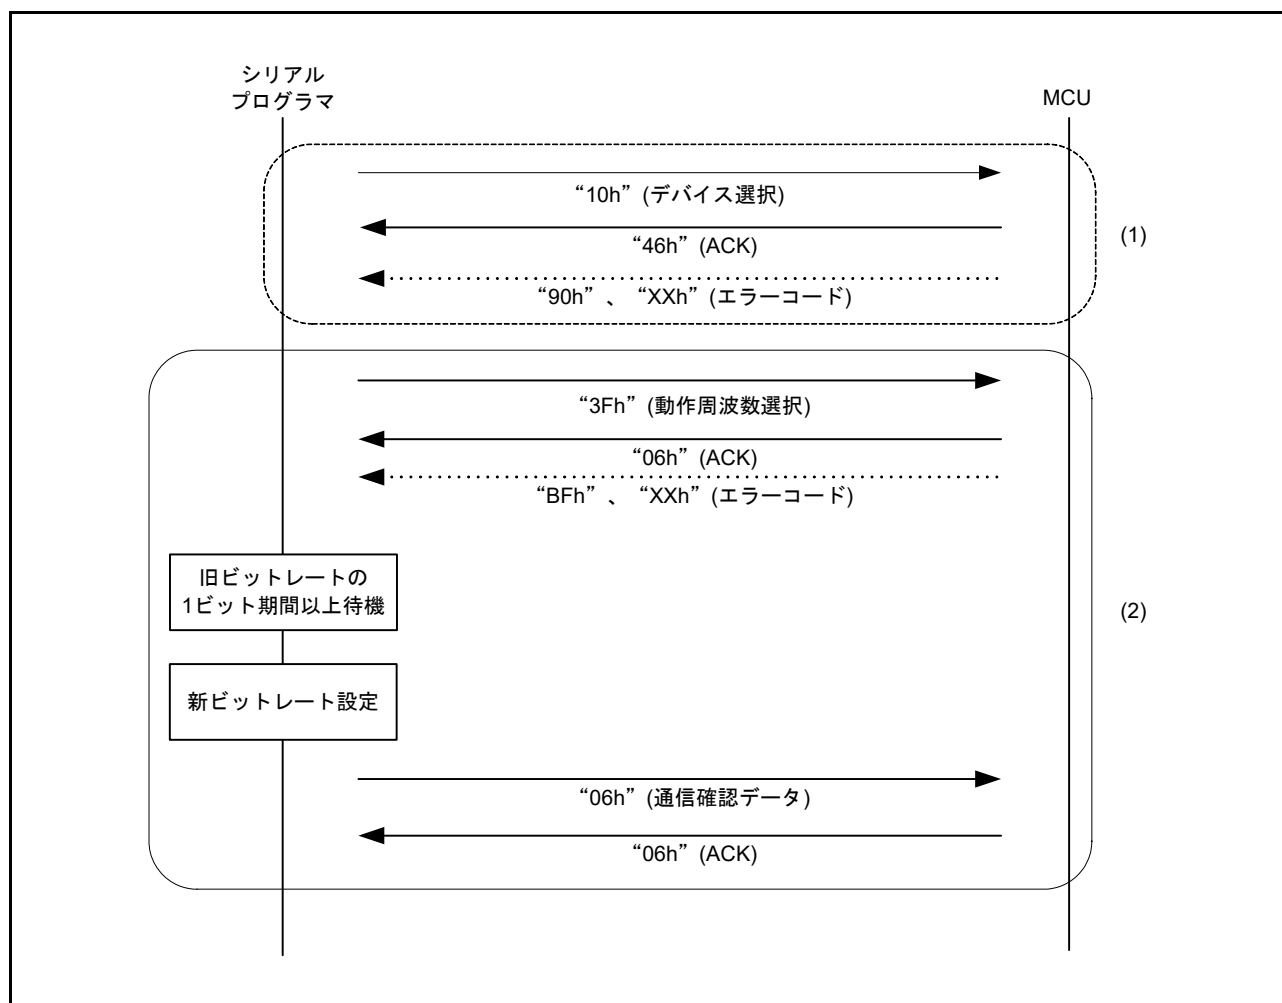 シリアル
プログラマ
MCU
“10h” (デバイス選択)
“46h” (ACK)
“90h” 、 “XXh” (エラーコード)
(1)
“3Fh” (動作周波数選択)
“06h” (ACK)
“BFh” 、 “XXh” (エラーコード)
旧ビットレートの
1ビット期間以上待機
(2)
新ビットレート設定
“06h” (通信確認データ)
“06h” (ACK)